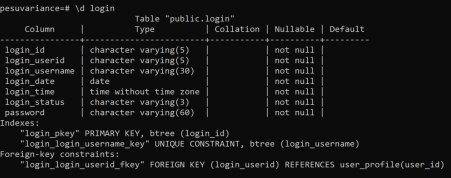 pesuvariance=# \d login
Table "public.login"
Column | Type | Collation | Nullable | Default
----------------+------------------------+-----------+----------+---------
login_id | character varying(5) | | not null |
login_userid | character varying(5) | | not null |
login_username | character varying(30) | | not null |
login_date | date | | not null |
login_time | time without time zone | | not null |
login_status | character varying(3) | | not null |
password | character varying(60) | | not null |
Indexes:
"login_pkey" PRIMARY KEY, btree (login_id)
"login_login_username_key" UNIQUE CONSTRAINT, btree (login_username)
Foreign-key constraints:
"login_login_userid_fkey" FOREIGN KEY (login_userid) REFERENCES user_profile(user_id)